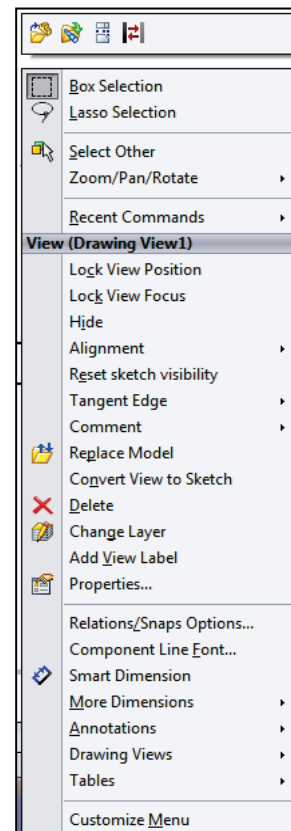 Box Selection
Lasso Selection
Select Other
Zoom/Pan/Rotate
Recent Commands
View (Drawing View1)
Lock View Position
Lock View Focus
Hide
Alignment
Reset sketch visibility
Tangent Edge
Comment
Replace Model
Convert View to Sketch
Delete
Change Layer
Add View Label
Properties...
Relations/Snaps Options...
Component Line Font...
Smart Dimension
More Dimensions
Annotations
Drawing Views
Tables
Customize Menu